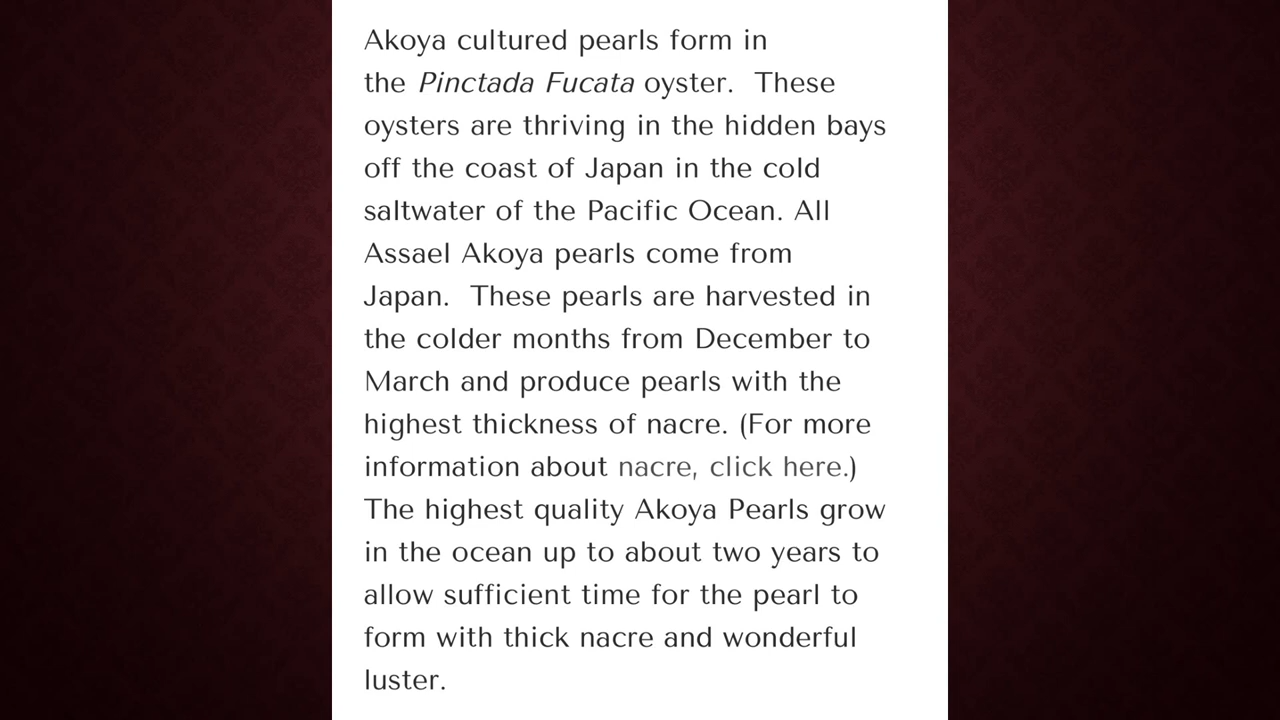 Akoya cultured pearls form in
the Pinctada Fucata oyster.  These
oysters are thriving in the hidden bays
off the coast of Japan in the cold
saltwater of the Pacific Ocean. All
Assael Akoya pearls come from
Japan.  These pearls are harvested in
the colder months from December to
March and produce pearls with the
highest thickness of nacre. (For more
information about nacre, click here.)
The highest quality Akoya Pearls grow
in the ocean up to about two years to
allow sufficient time for the pearl to
form with thick nacre and wonderful
luster.